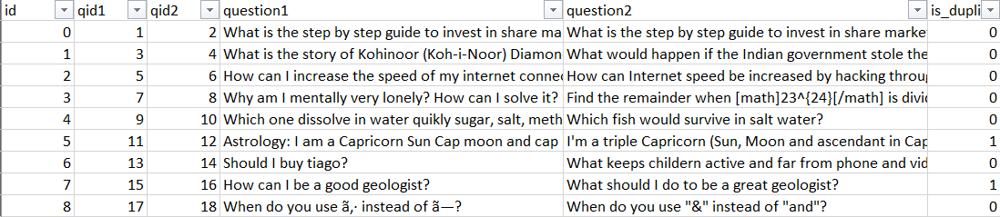 id qid1 qid2 question1 question2 is_dupli
0 1 2 What is the step by step guide to invest in share ma What is the step by step guide to invest in share marke 0
1 3 4 What is the story of Kohinoor (Koh-i-Noor) Diamon What would happen if the Indian government stole the 0
2 5 6 How can I increase the speed of my internet connec How can Internet speed be increased by hacking throug 0
3 7 8 Why am I mentally very lonely? How can I solve it? Find the remainder when [math]23^{24}[/math] is divid 0
4 9 10 Which one dissolve in water quikly sugar, salt, meth Which fish would survive in salt water? 0
5 11 12 Astrology: I am a Capricorn Sun Cap moon and cap I'm a triple Capricorn (Sun, Moon and ascendant in Cap 1
6 13 14 Should I buy tiago? What keeps childern active and far from phone and vid 0
7 15 16 How can I be a good geologist? What should I do to be a great geologist? 1
8 17 18 When do you use ã‚· instead of ã—? When do you use "&" instead of "and"? 0